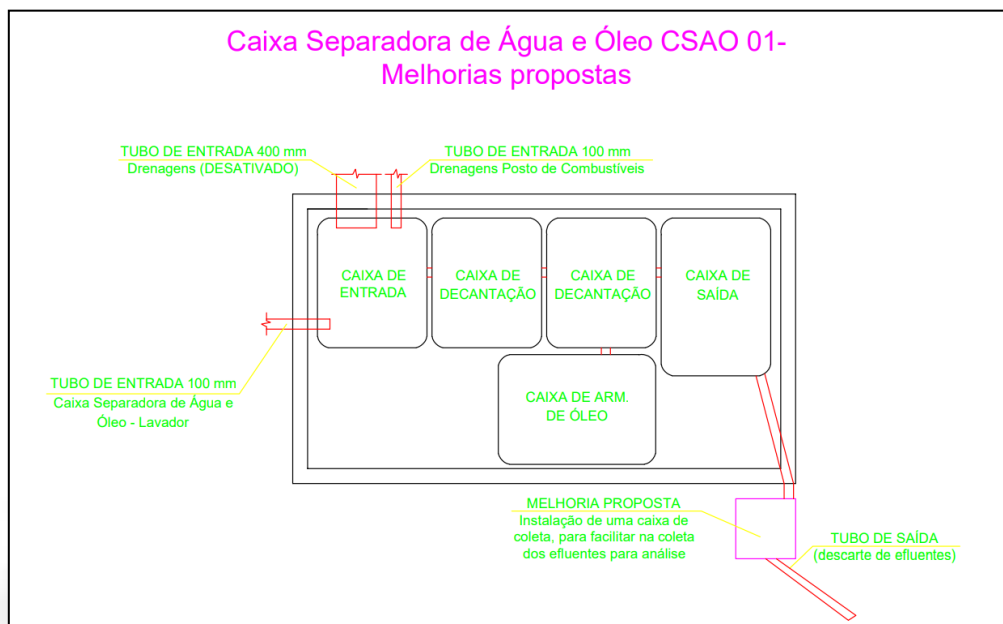 Caixa Separadora de Água e Óleo CSAO 01-
Melhorias propostas
TUBO DE ENTRADA 400 mm
Drenagens (DESATIVADO)
TUBO DE ENTRADA 100 mm
Drenagens Posto de Combustíveis
CAIXA DE
ENTRADA
CAIXA DE
DECANTAÇÃO
CAIXA DE
DECANTAÇÃO
CAIXA DE
SAÍDA
TUBO DE ENTRADA 100 mm
Caixa Separadora de Água e
Óleo - Lavador
CAIXA DE ARM.
DE ÓLEO
MELHORIA PROPOSTA
Instalação de uma caixa de
coleta, para facilitar na coleta
dos efluentes para análise
TUBO DE SAÍDA
(descarte de efluentes)